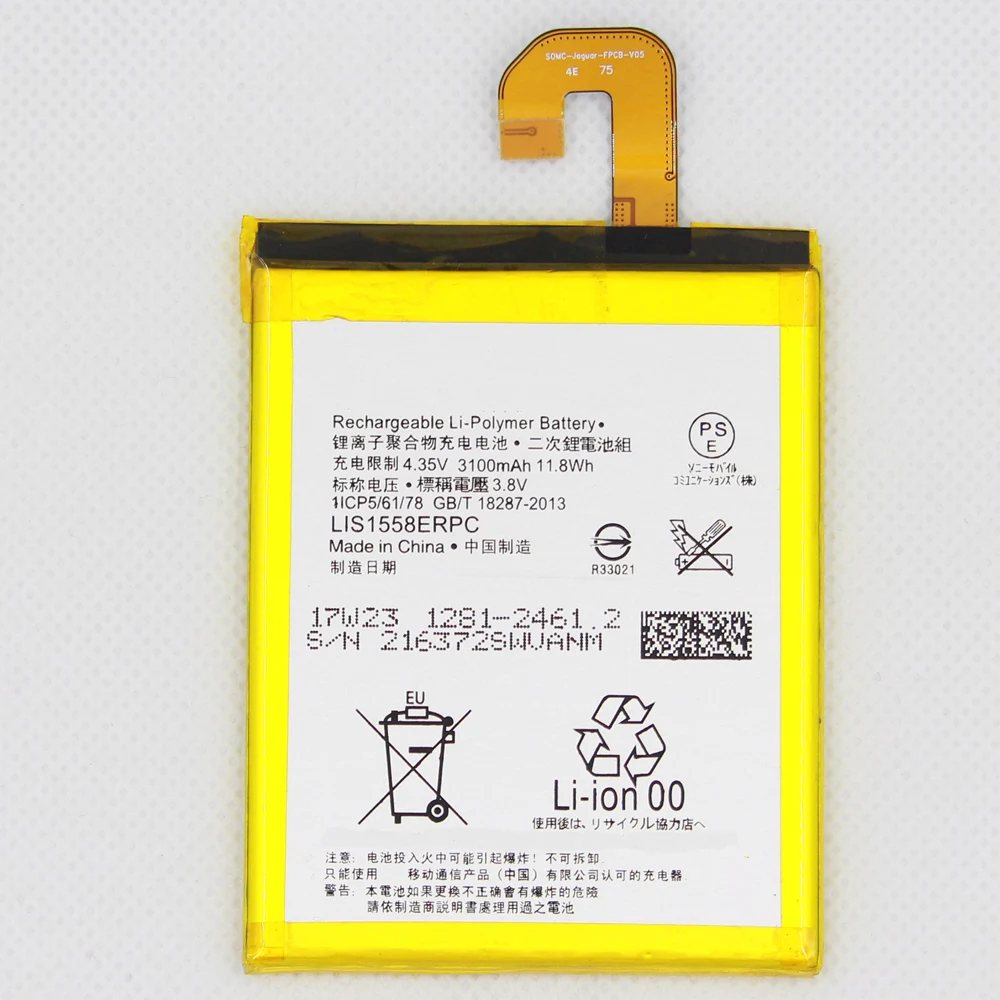 SOMC-Jaguar-FPCB-V05
4E 75
Rechargeable Li-Polymer Battery•
锂离子聚合物充电电池•二次鋰電池組
充电限制 4.35V 3100mAh 11.8Wh
标称电压•標稱電壓 3.8V
1ICP5/61/78 GB/T 18287-2013
LIS1558ERPC
Made in China•中国制造
制造日期
PS
E
ソニーモバイル
コミュニケーションズ(株)
R33021
17W23 1281-2461.2
S/N 216372SWVANM
EU
Li-ion 00
使用後は、リサイクル協力店へ
注意: 电池投入火中可能引起爆炸! 不可拆卸.
只能使用 移动通信产品(中国)有限公司认可的充电器
警告: 本電池如果更換不正确會有爆炸的危險
請依制造商説明書處理用過之電池